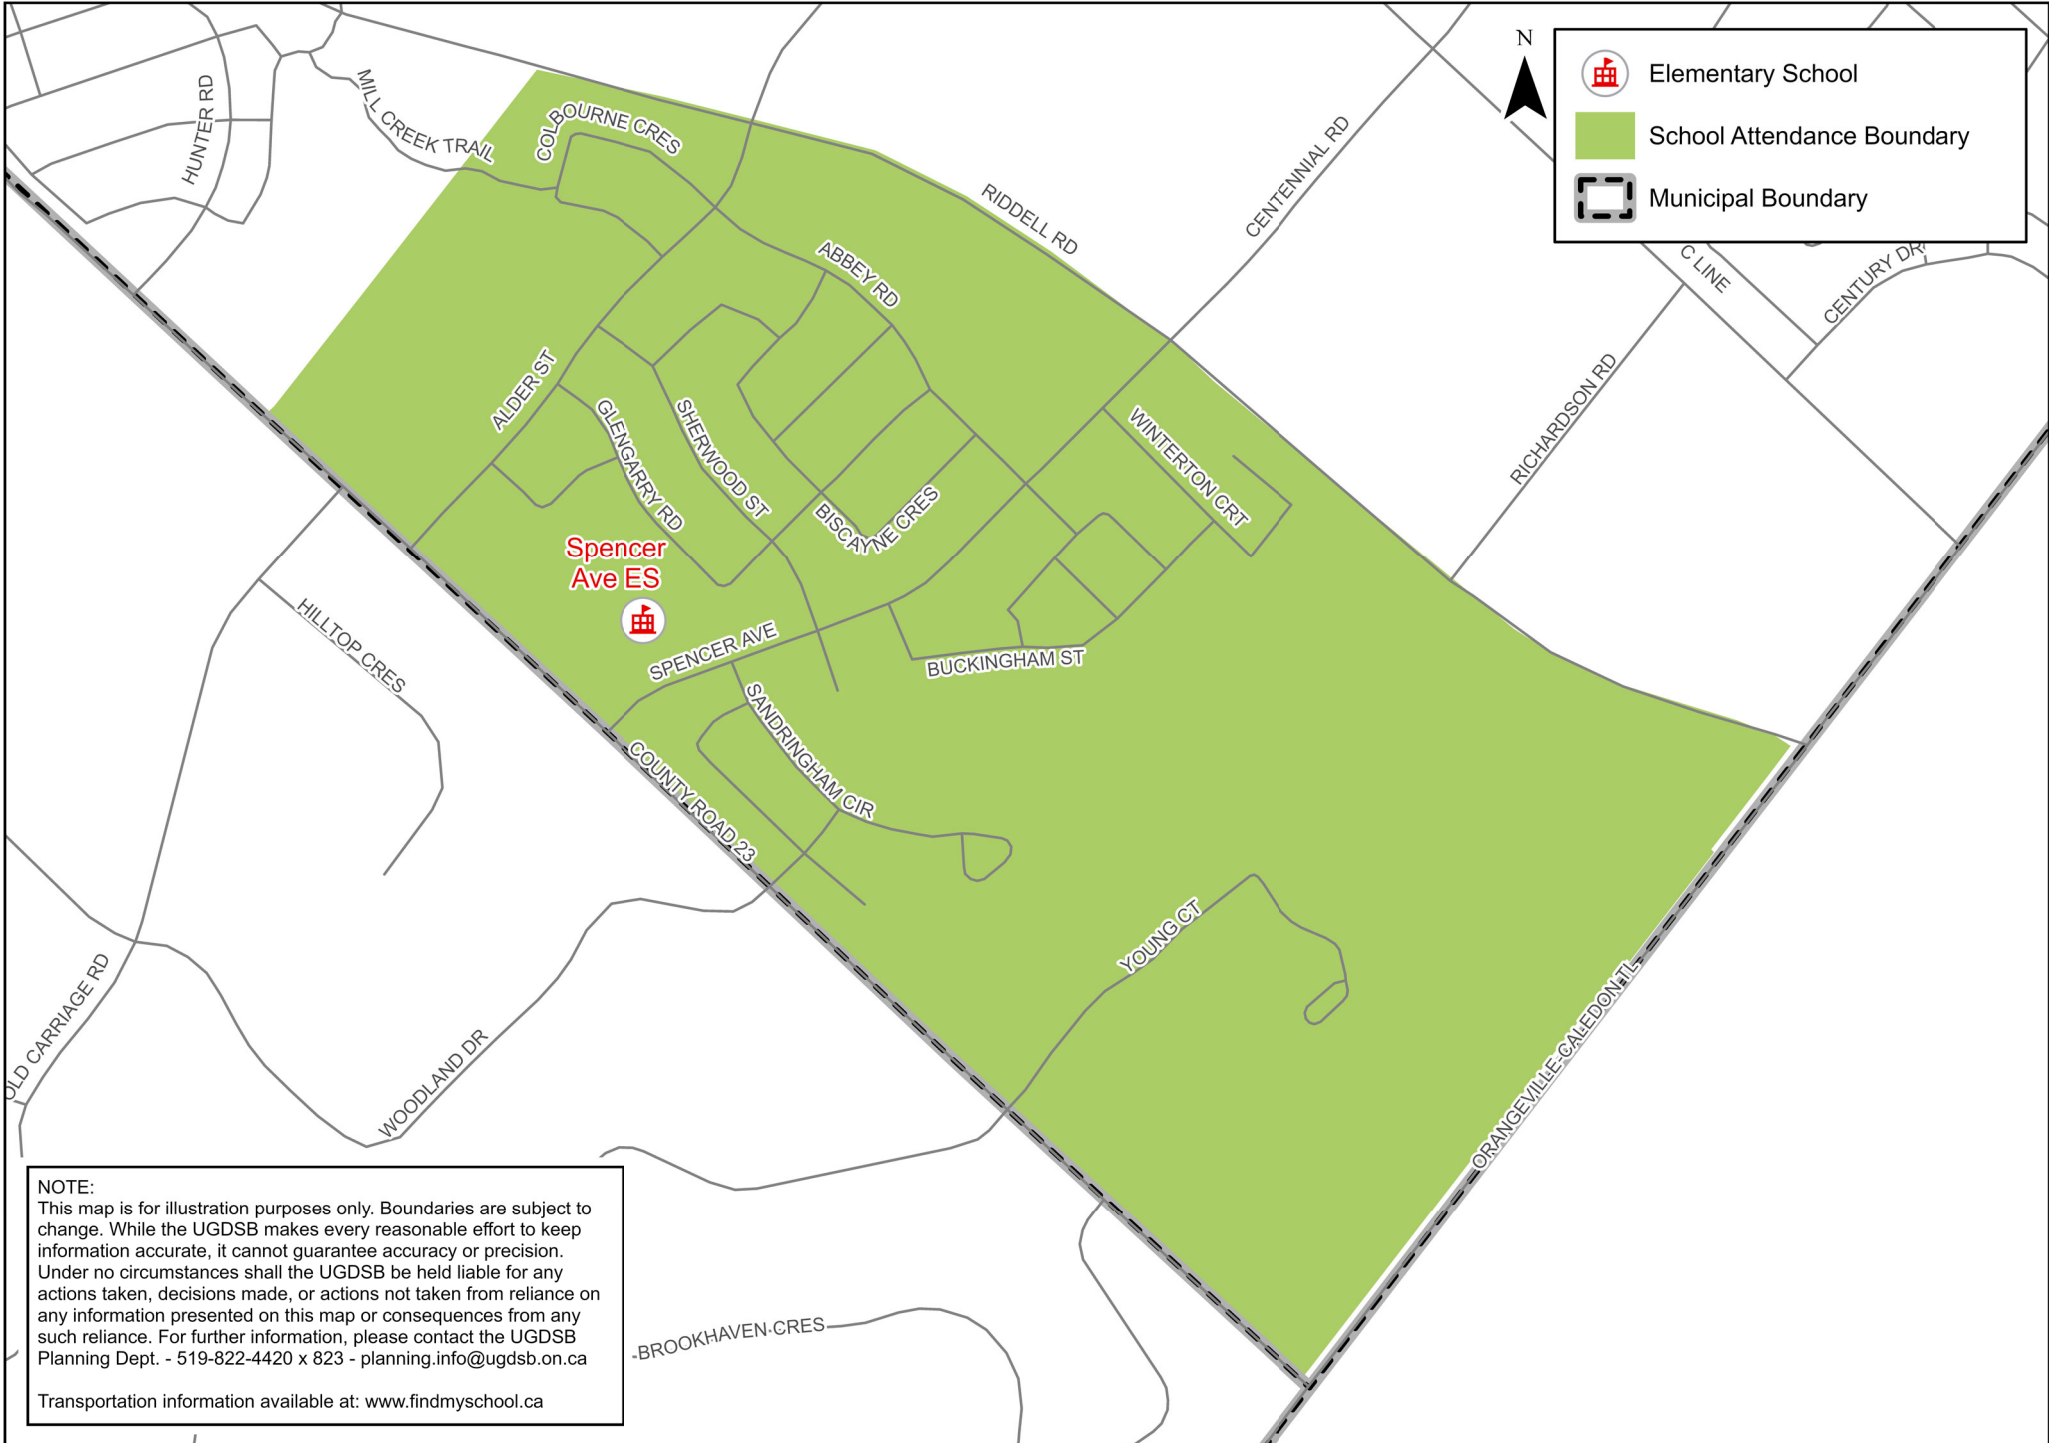 N
Elementary School
School Attendance Boundary
Municipal Boundary
HUNTER RD
MILL CREEK TRAIL
COLBOURNE CRES
RIDDELL RD
CENTENNIAL RD
C LINE
CENTURY DR
ABBEY RD
ALDER ST
GLENGARRY RD
SHERWOOD ST
BISCAYNE CRES
WINTERTON CRT
RICHARDSON RD
Spencer
Ave ES
HILLTOP CRES
SPENCER AVE
BUCKINGHAM ST
SANDRINGHAM CIR
COUNTY ROAD 23
YOUNG CT
ORANGEVILLE-CALEDON TL
OLD CARRIAGE RD
WOODLAND DR
BROOKHAVEN CRES
NOTE:
This map is for illustration purposes only. Boundaries are subject to
change. While the UGDSB makes every reasonable effort to keep
information accurate, it cannot guarantee accuracy or precision.
Under no circumstances shall the UGDSB be held liable for any
actions taken, decisions made, or actions not taken from reliance on
any information presented on this map or consequences from any
such reliance. For further information, please contact the UGDSB
Planning Dept. - 519-822-4420 x 823 - planning.info@ugdsb.on.ca
Transportation information available at: www.findmyschool.ca